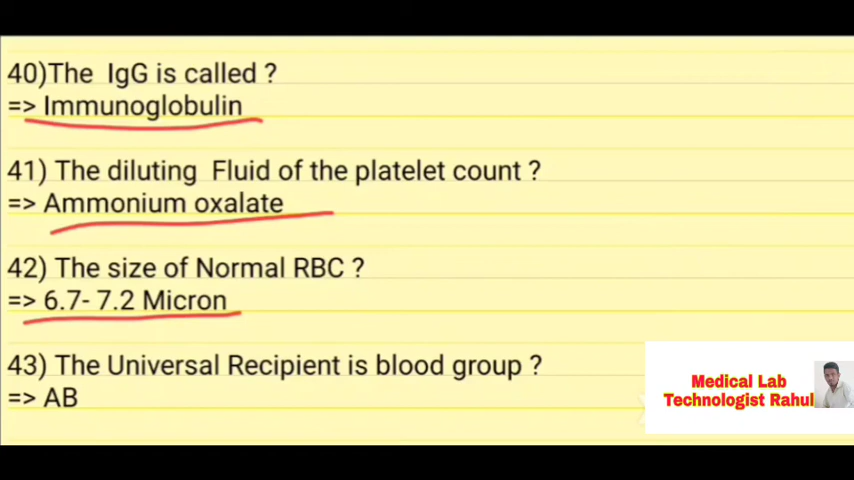 40)The IgG is called ?
=> Immunoglobulin
41) The diluting Fluid of the platelet count ?
=> Ammonium oxalate
42) The size of Normal RBC ?
=> 6.7- 7.2 Micron
43) The Universal Recipient is blood group ?
=> AB
Medical Lab
Technologist Rahul